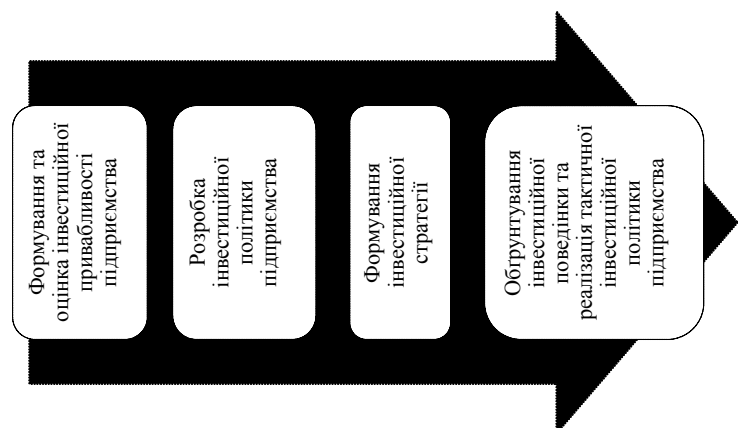 Формування та
оцінка інвестиційної
привабливості
підприємства
Розробка
інвестиційної
політики
підприємства
Формування
інвестиційної
стратегії
Обґрунтування
інвестиційної
поведінки та
реалізація тактичної
інвестиційної
політики
підприємства